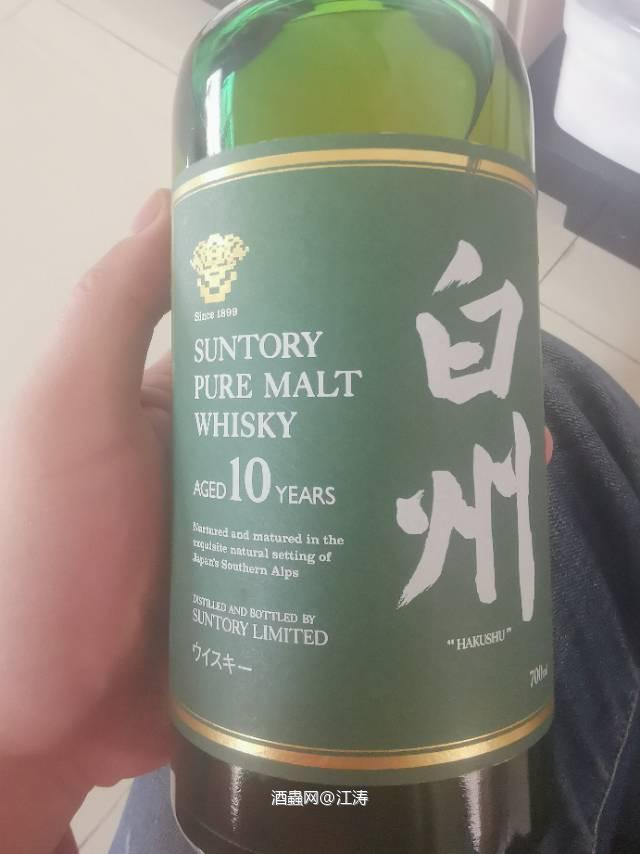 Since 1899
SUNTORY
PURE MALT
WHISKY
AGED 10 YEARS
Nurtured and matured in the
exquisite natural setting of
Japan's Southern Alps
DISTILLED AND BOTTLED BY
SUNTORY LIMITED
ウイスキー
白州
"HAKUSHU"
700ml
酒蟲网@江涛